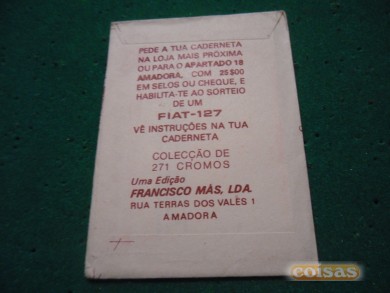 PEDE A TUA CADERNETA
NA LOJA MAIS PRÓXIMA
OU PARA O APARTADO 18
AMADORA, COM 25$00
EM SELOS OU CHEQUE, E
HABILITA-TE AO SORTEIO
DE UM
FIAT-127
VÊ INSTRUÇÕES NA TUA
CADERNETA
COLECÇÃO DE
271 CROMOS
Uma Edição
FRANCISCO MÁS, LDA.
RUA TERRAS DOS VALES 1
AMADORA
coisas